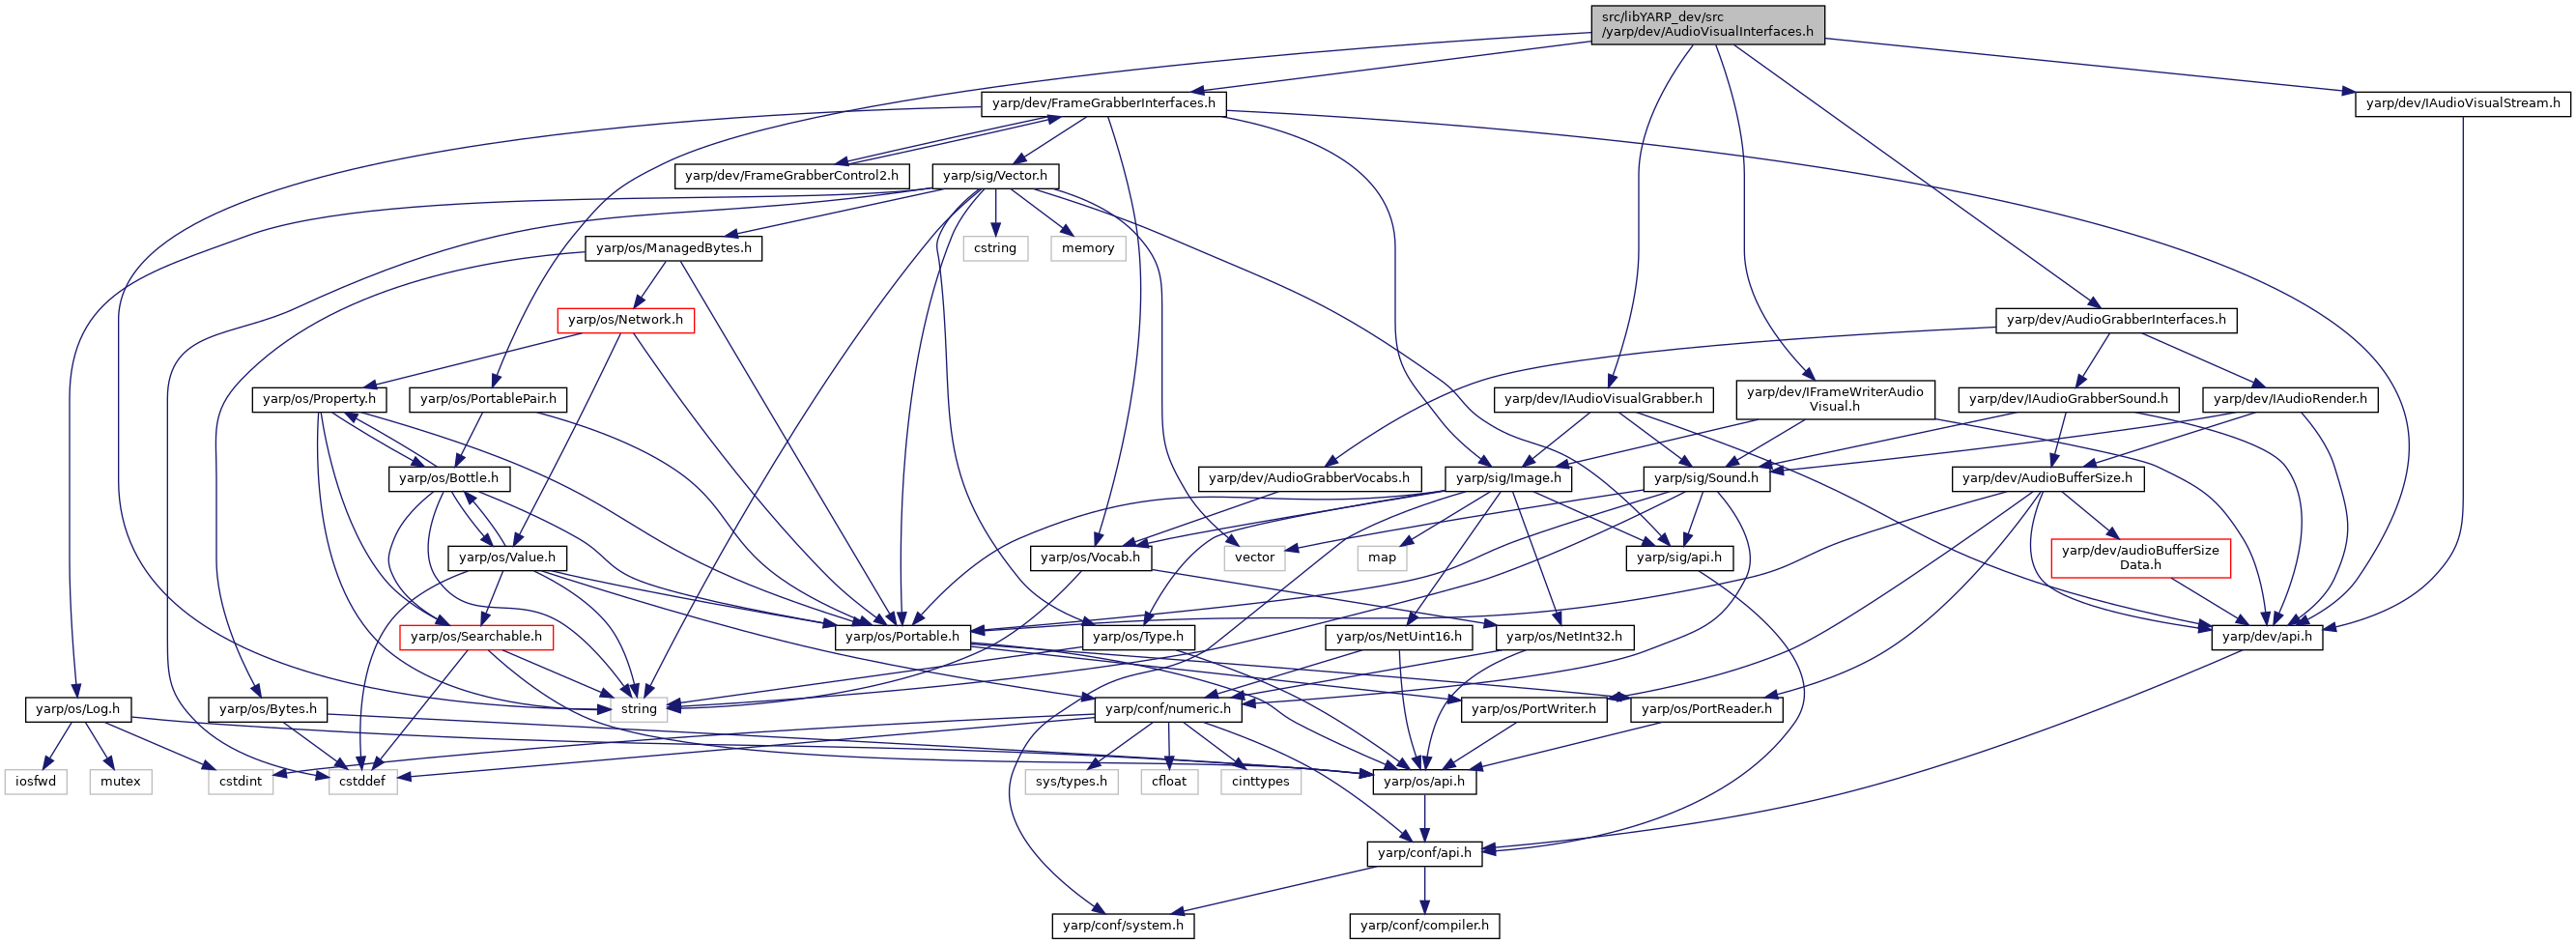 src/libYARP_dev/src
/yarp/dev/AudioVisualInterfaces.h
yarp/dev/FrameGrabberInterfaces.h
yarp/dev/IAudioVisualStream.h
yarp/dev/FrameGrabberControl2.h
yarp/sig/Vector.h
yarp/os/ManagedBytes.h
cstring
memory
yarp/os/Network.h
yarp/dev/AudioGrabberInterfaces.h
yarp/os/Property.h
yarp/os/PortablePair.h
yarp/dev/IAudioVisualGrabber.h
yarp/dev/IFrameWriterAudio
Visual.h
yarp/dev/IAudioGrabberSound.h
yarp/dev/IAudioRender.h
yarp/os/Bottle.h
yarp/dev/AudioGrabberVocabs.h
yarp/sig/Image.h
yarp/sig/Sound.h
yarp/dev/AudioBufferSize.h
yarp/os/Value.h
yarp/os/Vocab.h
vector
map
yarp/sig/api.h
yarp/dev/audioBufferSize
Data.h
yarp/os/Searchable.h
yarp/os/Portable.h
yarp/os/Type.h
yarp/os/NetUint16.h
yarp/os/NetInt32.h
yarp/dev/api.h
yarp/os/Log.h
yarp/os/Bytes.h
string
yarp/conf/numeric.h
yarp/os/PortWriter.h
yarp/os/PortReader.h
iosfwd
mutex
cstdint
cstddef
sys/types.h
cfloat
cinttypes
yarp/os/api.h
yarp/conf/api.h
yarp/conf/system.h
yarp/conf/compiler.h